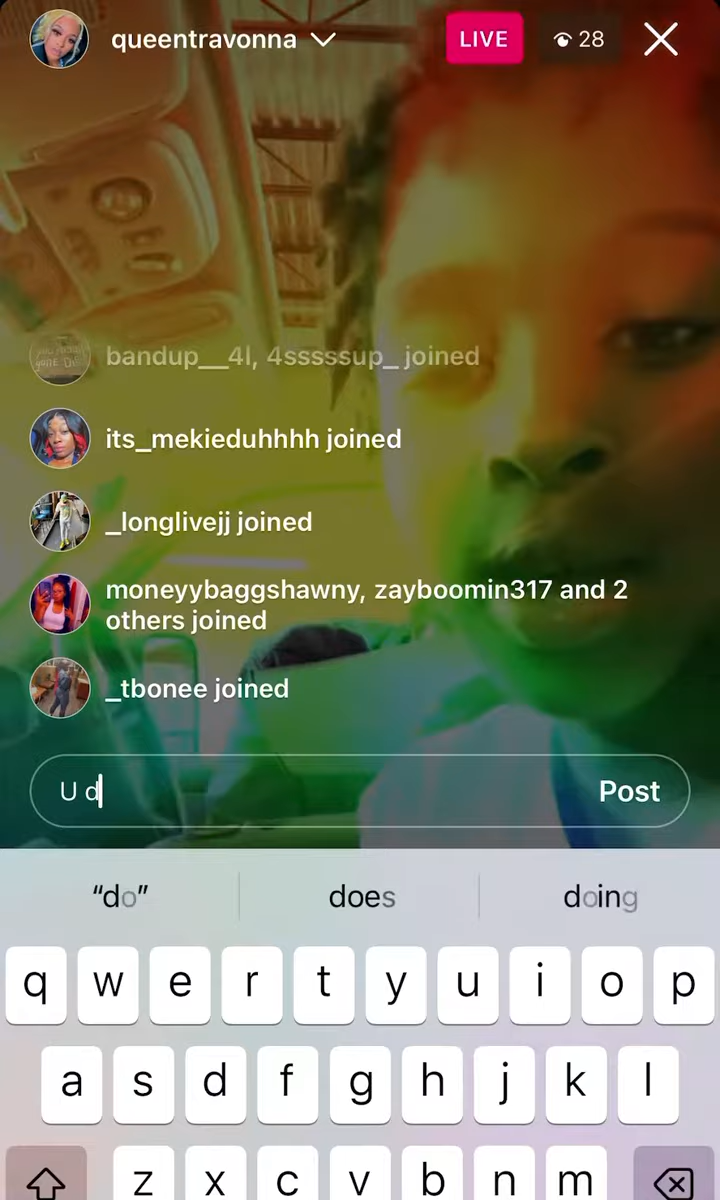 queentravonna
LIVE
28
bandup__4l, 4sssssup_ joined
its_mekieduhhhh joined
_longlivejj joined
moneyybaggshawny, zayboomin317 and 2
others joined
_tbonee joined
U d
Post
“do”
does
doing
q w e r t y u i o p
a s d f g h j k l
z x c v b n m